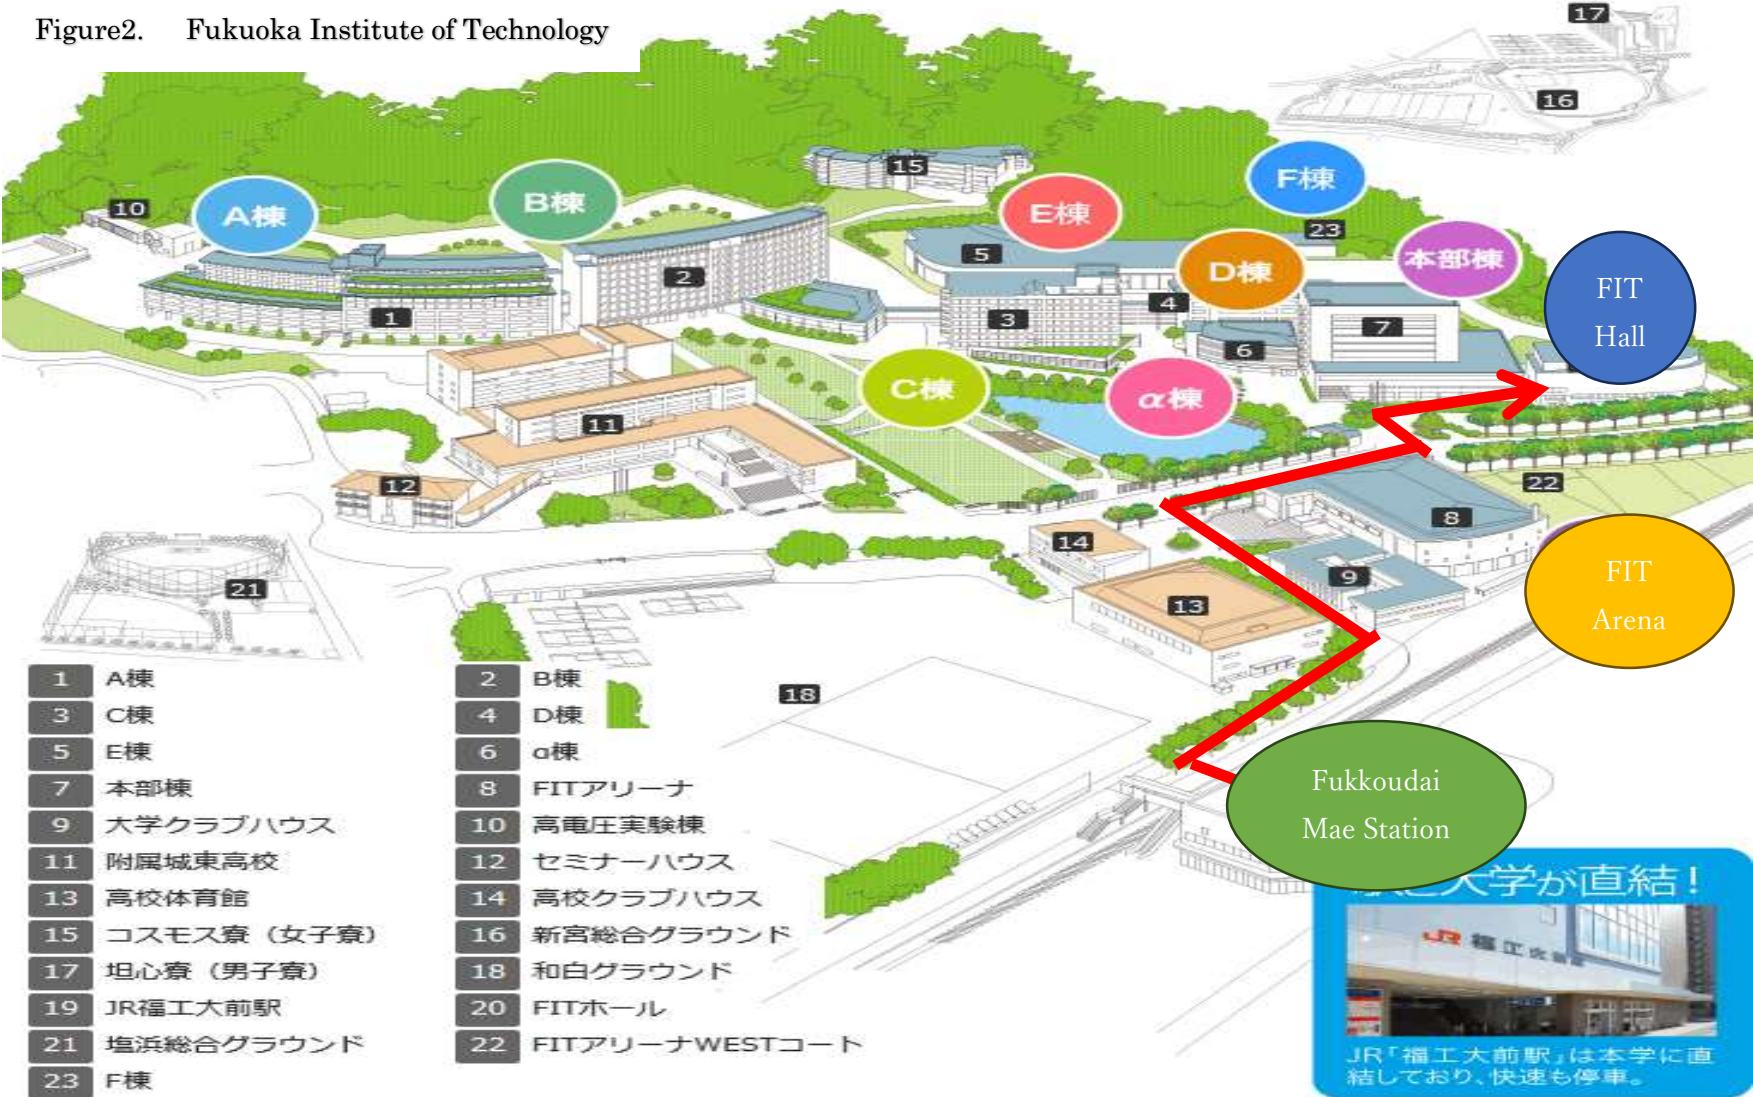 Figure2. Fukuoka Institute of Technology
17
16
15
F棟
10
A棟
B棟
E棟
23
本部棟
5
D棟
FIT
Hall
2
4
1
3
7
6
C棟
α棟
11
12
22
8
14
FIT
Arena
9
21
13
18
Fukkoudai
Mae Station
1 A棟
2 B棟
3 C棟
4 D棟
5 E棟
6 α棟
7 本部棟
8 FITアリーナ
9 大学クラブハウス
10 高電圧実験棟
11 附属城東高校
12 セミナーハウス
13 高校体育館
14 高校クラブハウス
15 コスモス寮（女子寮）
16 新宮総合グラウンド
17 坦心寮（男子寮）
18 和白グラウンド
19 JR福工大前駅
20 FITホール
21 塩浜総合グラウンド
22 FITアリーナWESTコート
23 F棟
大学が直結！
JR 福工大前駅
JR「福工大前駅」は本学に直
結しており、快速も停車。